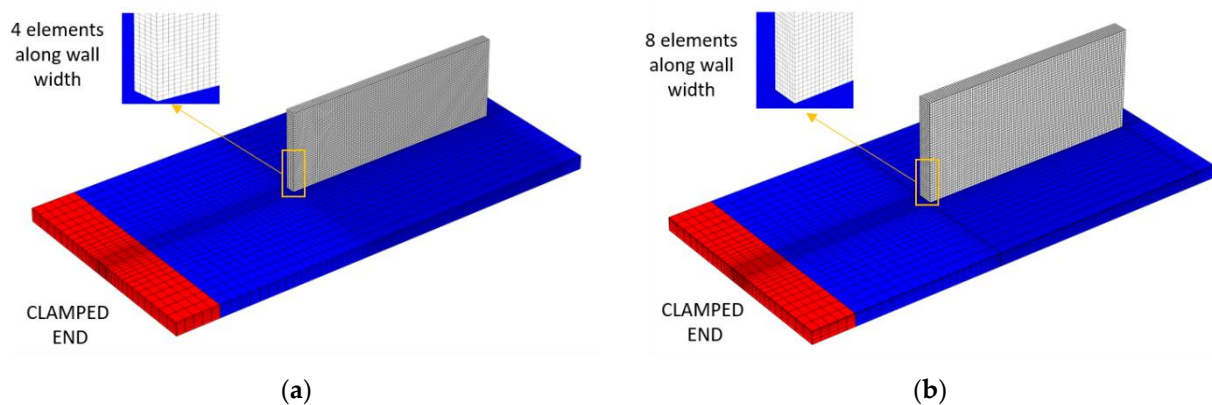 4 elements
along wall
width
CLAMPED
END
(a)
8 elements
along wall
width
CLAMPED
END
(b)